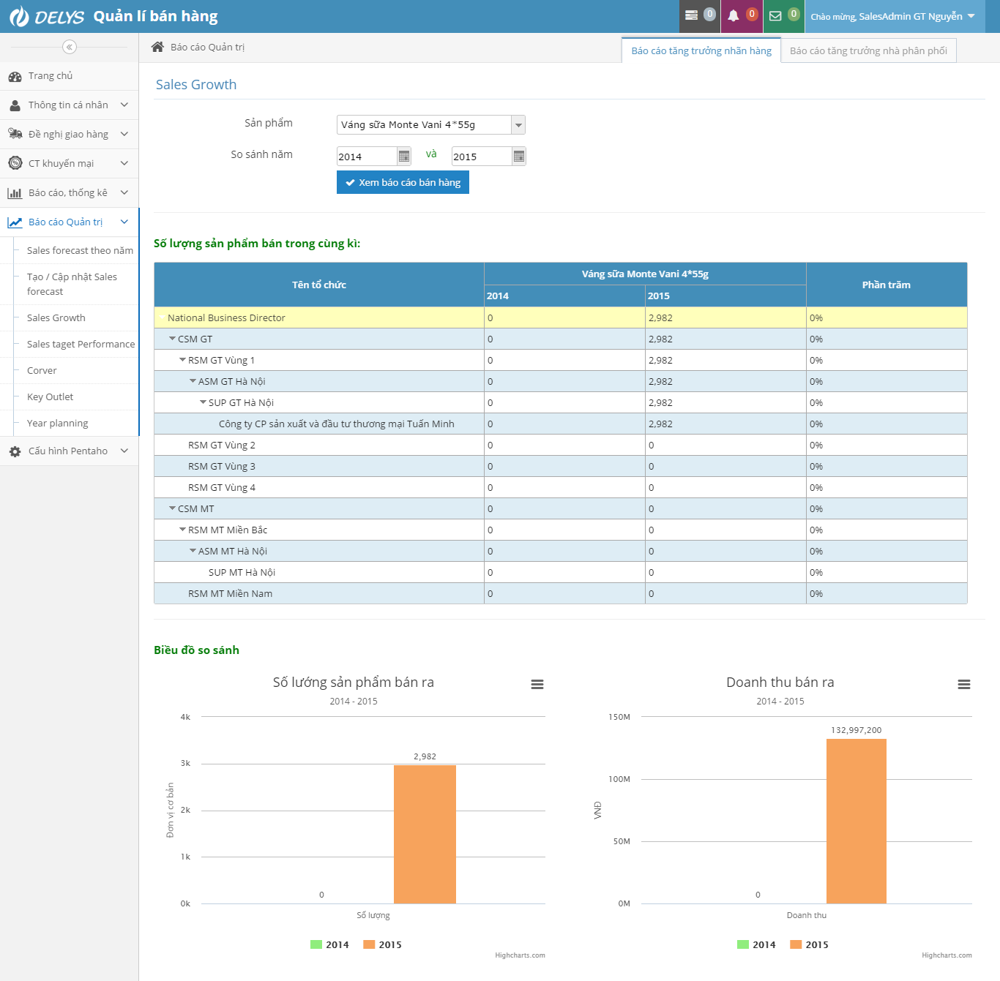 DELYS Quản lí bán hàng
0 0 0 Chào mừng, SalesAdmin GT Nguyễn
Báo cáo Quản trị
Báo cáo tăng trưởng nhãn hàng Báo cáo tăng trưởng nhà phân phối
Trang chủ
Thông tin cá nhân
Đề nghị giao hàng
CT khuyến mại
Báo cáo, thống kê
Báo cáo Quản trị
Sales forecast theo năm
Tạo / Cập nhật Sales
forecast
Sales Growth
Sales taget Performance
Corver
Key Outlet
Year planning
Cấu hình Pentaho
Sales Growth
Sản phẩm Váng sữa Monte Vani 4*55g
So sánh năm 2014 và 2015
Xem báo cáo bán hàng
Số lượng sản phẩm bán trong cùng kì:
Tên tổ chức Váng sữa Monte Vani 4*55g Phần trăm
2014 2015
National Business Director 0 2,982 0%
CSM GT 0 2,982 0%
RSM GT Vùng 1 0 2,982 0%
ASM GT Hà Nội 0 2,982 0%
SUP GT Hà Nội 0 2,982 0%
Công ty CP sản xuất và đầu tư thương mại Tuấn Minh 0 2,982 0%
RSM GT Vùng 2 0 0 0%
RSM GT Vùng 3 0 0 0%
RSM GT Vùng 4 0 0 0%
CSM MT 0 0 0%
RSM MT Miền Bắc 0 0 0%
ASM MT Hà Nội 0 0 0%
SUP MT Hà Nội 0 0 0%
RSM MT Miền Nam 0 0 0%
Biểu đồ so sánh
Số lướng sản phẩm bán ra
2014 - 2015
4k
3k
2k
1k
0k
Đơn vị cơ bản
2,982
0
Số lượng
2014 2015
Highcharts.com
Doanh thu bán ra
2014 - 2015
150M
100M
50M
0M
VNĐ
132,997,200
0
Doanh thu
2014 2015
Highcharts.com